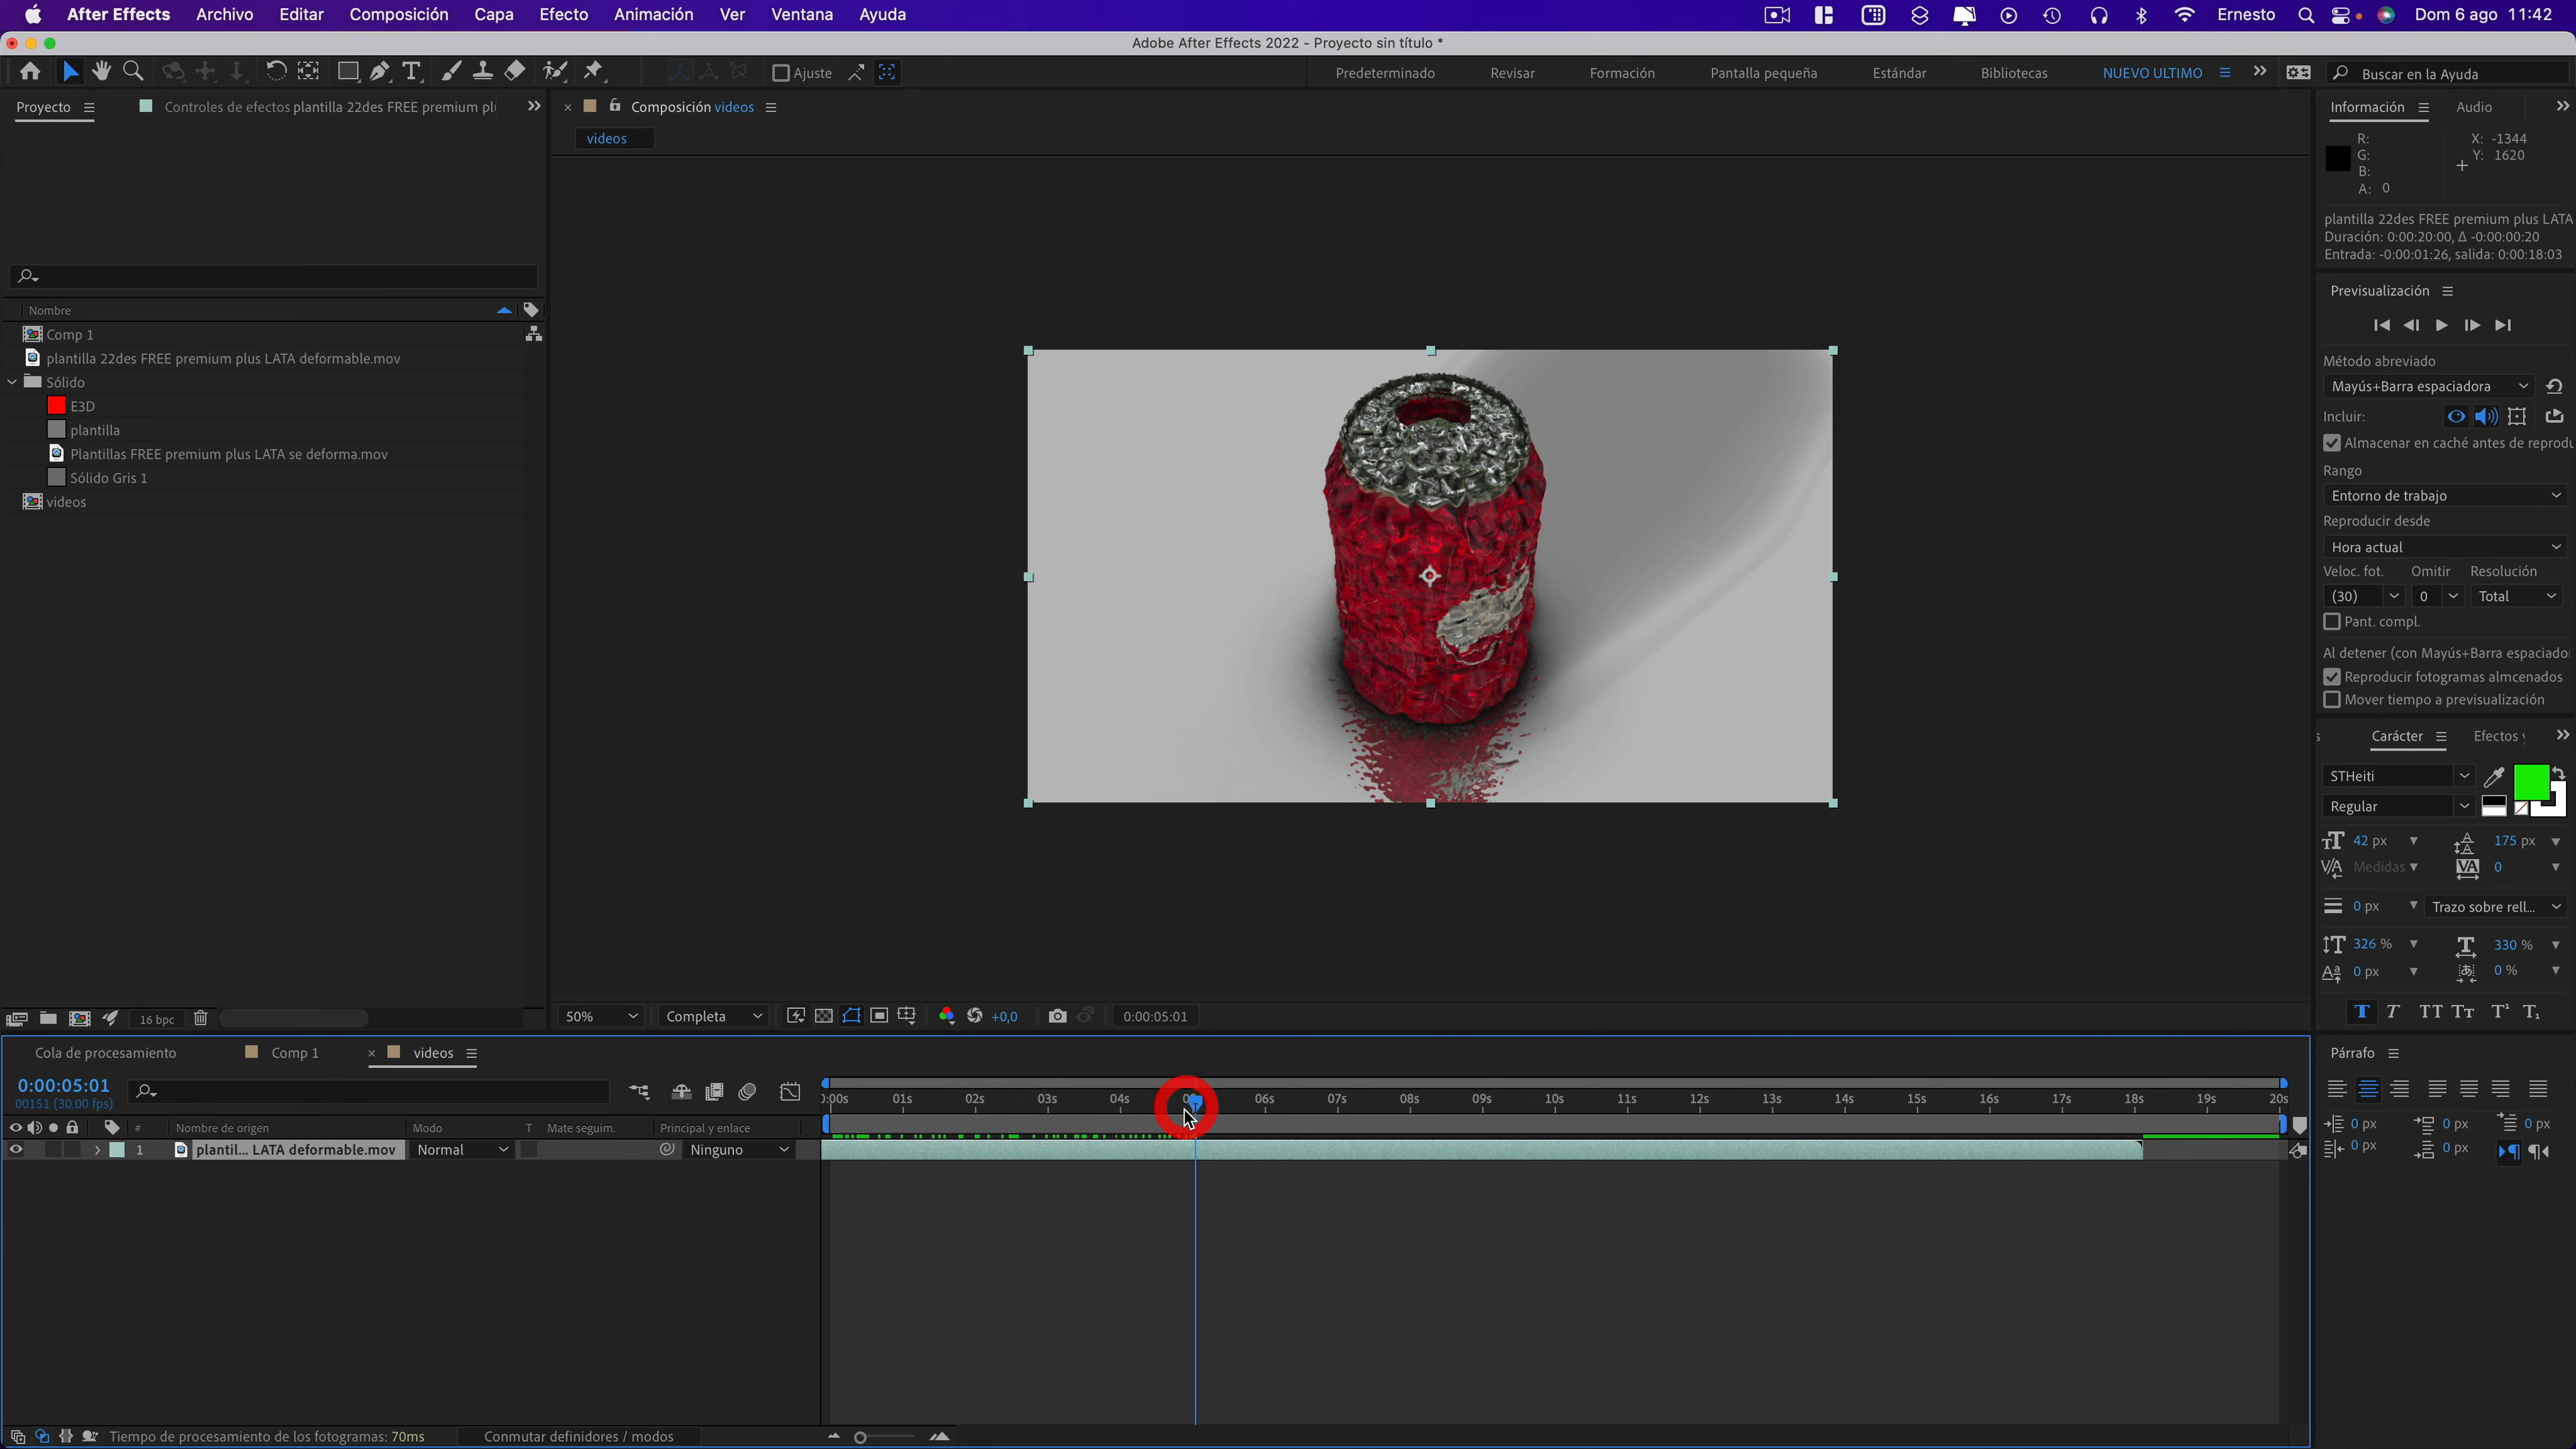 After Effects Archivo Editar Composición Capa Efecto Animación Ver Ventana Ayuda Ernesto Dom 6 ago 11:42
Adobe After Effects 2022 - Proyecto sin título *
Ajuste Predeterminado Revisar Formación Pantalla pequeña Estándar Bibliotecas NUEVO ULTIMO Buscar en la Ayuda
Proyecto Controles de efectos plantilla 22des FREE premium pl
Composición videos
Información Audio
videos
R: X: -1344
G: Y: 1620
B:
A: 0
plantilla 22des FREE premium plus LATA
Duración: 0:00:20:00, Δ -0:00:00:20
Entrada: -0:00:01:26, salida: 0:00:18:03
Nombre
Comp 1
plantilla 22des FREE premium plus LATA deformable.mov
Sólido
E3D
plantilla
Plantillas FREE premium plus LATA se deforma.mov
Sólido Gris 1
videos
Previsualización
Método abreviado
Mayús+Barra espaciadora
Incluir:
Almacenar en caché antes de reprodu
Rango
Entorno de trabajo
Reproducir desde
Hora actual
Veloc. fot. Omitir Resolución
(30) 0 Total
Pant. compl.
Al detener (con Mayús+Barra espaciado
Reproducir fotogramas almcenados
Mover tiempo a previsualización
s Carácter Efectos y
STHeiti
Regular
42 px 175 px
Medidas 0
0 px Trazo sobre rell...
326 % 330 %
0 px 0 %
T T TT Tт T¹ T₁
16 bpc
50% Completa +0,0 0:00:05:01
Cola de procesamiento Comp 1 videos
0:00:05:01
00151 (30.00 fps)
0:00s 01s 02s 03s 04s 06s 07s 08s 09s 10s 11s 12s 13s 14s 15s 16s 17s 18s 19s 20s
# Nombre de origen Modo T Mate seguim. Principal y enlace
1 plantil... LATA deformable.mov Normal Ninguno
Párrafo
0 px 0 px 0 px
0 px 0 px
Tiempo de procesamiento de los fotogramas: 70ms Conmutar definidores / modos